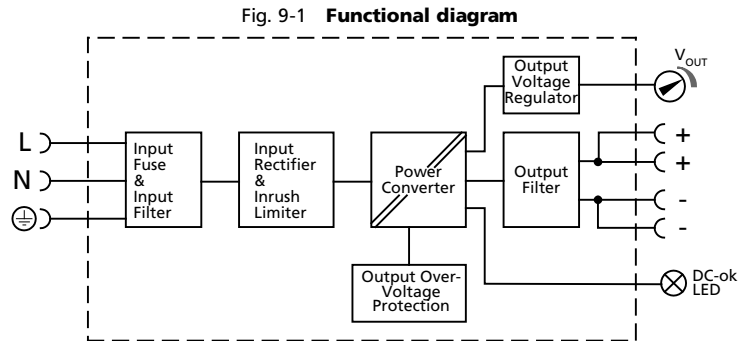 Fig. 9-1 Functional diagram
Output
Voltage
Regulator
V OUT
L
N
Input
Fuse
&
Input
Filter
Input
Rectifier
&
Inrush
Limiter
Power
Converter
Output
Filter
+
+
-
-
Output Over-
Voltage
Protection
DC-ok
LED